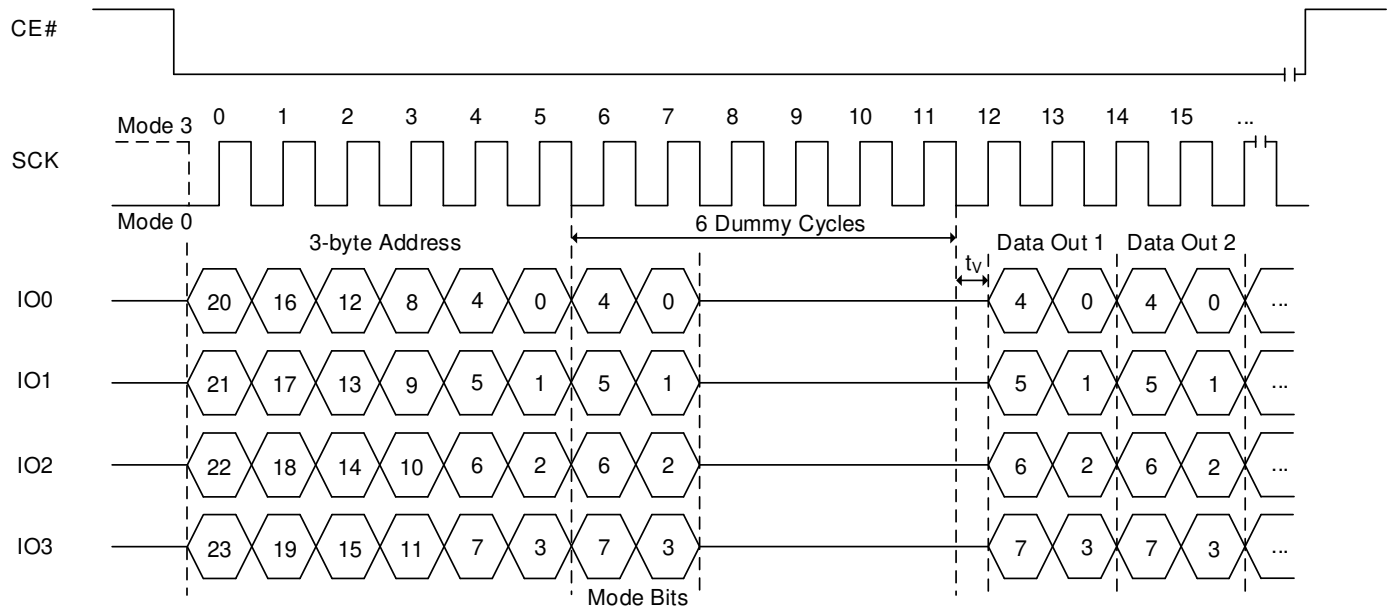 CE#
Mode 3
0 1 2 3 4 5 6 7 8 9 10 11 12 13 14 15 ...
SCK
Mode 0
3-byte Address
6 Dummy Cycles
Data Out 1
Data Out 2
tV
IO0
20 16 12 8 4 0 4 0 4 0 4 0 ...
IO1
21 17 13 9 5 1 5 1 5 1 5 1 ...
IO2
22 18 14 10 6 2 6 2 6 2 6 2 ...
IO3
23 19 15 11 7 3 7 3 7 3 7 3 ...
Mode Bits